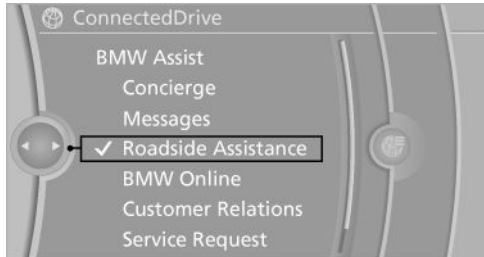 ConnectedDrive
BMW Assist
Concierge
Messages
Roadside Assistance
BMW Online
Customer Relations
Service Request